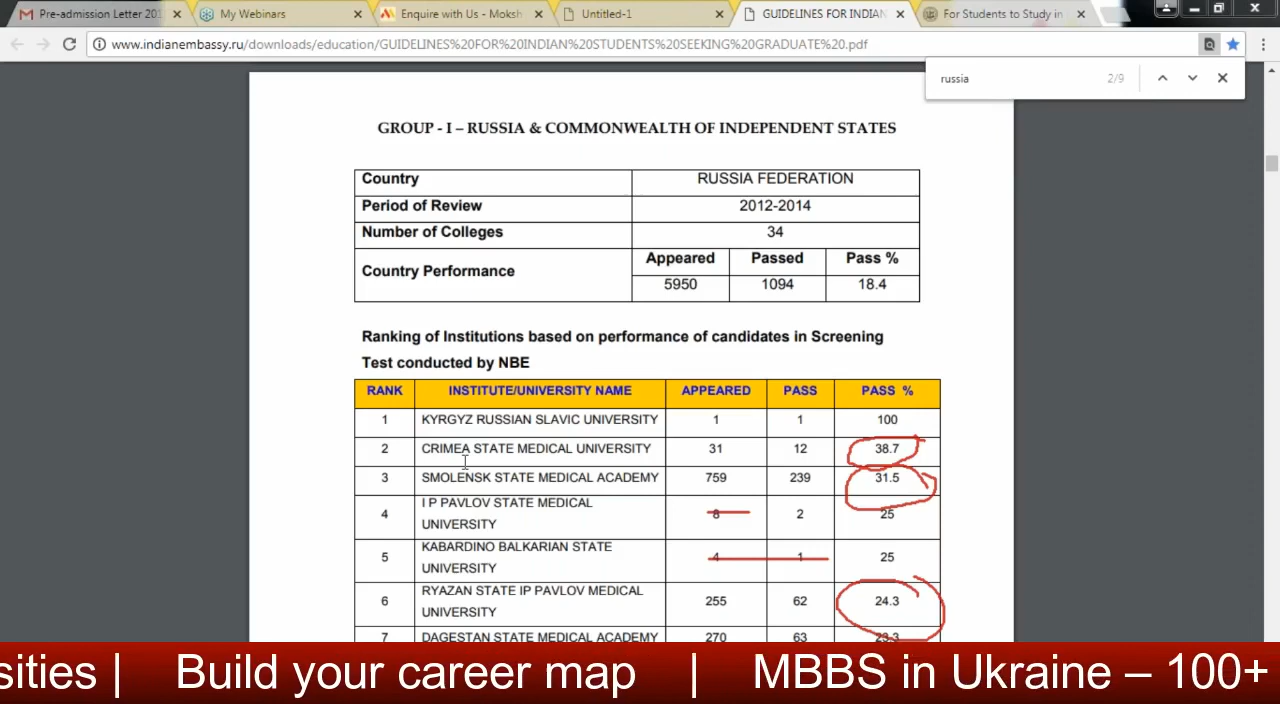 Pre-admission Letter 201
My Webinars
Enquire with Us - Moksh
Untitled-1
GUIDELINES FOR INDIAN
For Students to Study in
www.indianembassy.ru/downloads/education/GUIDELINES%20FOR%20INDIAN%20STUDENTS%20SEEKING%20GRADUATE%20.pdf
russia 2/9
GROUP - I – RUSSIA & COMMONWEALTH OF INDEPENDENT STATES
Country RUSSIA FEDERATION
Period of Review 2012-2014
Number of Colleges 34
Country Performance
Appeared Passed Pass %
5950 1094 18.4
Ranking of Institutions based on performance of candidates in Screening
Test conducted by NBE
RANK INSTITUTE/UNIVERSITY NAME APPEARED PASS PASS %
1 KYRGYZ RUSSIAN SLAVIC UNIVERSITY 1 1 100
2 CRIMEA STATE MEDICAL UNIVERSITY 31 12 38.7
3 SMOLENSK STATE MEDICAL ACADEMY 759 239 31.5
4 I P PAVLOV STATE MEDICAL
UNIVERSITY 8 2 25
5 KABARDINO BALKARIAN STATE
UNIVERSITY 4 1 25
6 RYAZAN STATE IP PAVLOV MEDICAL
UNIVERSITY 255 62 24.3
7 DAGESTAN STATE MEDICAL ACADEMY 270 63 23.3
sities | Build your career map | MBBS in Ukraine – 100+